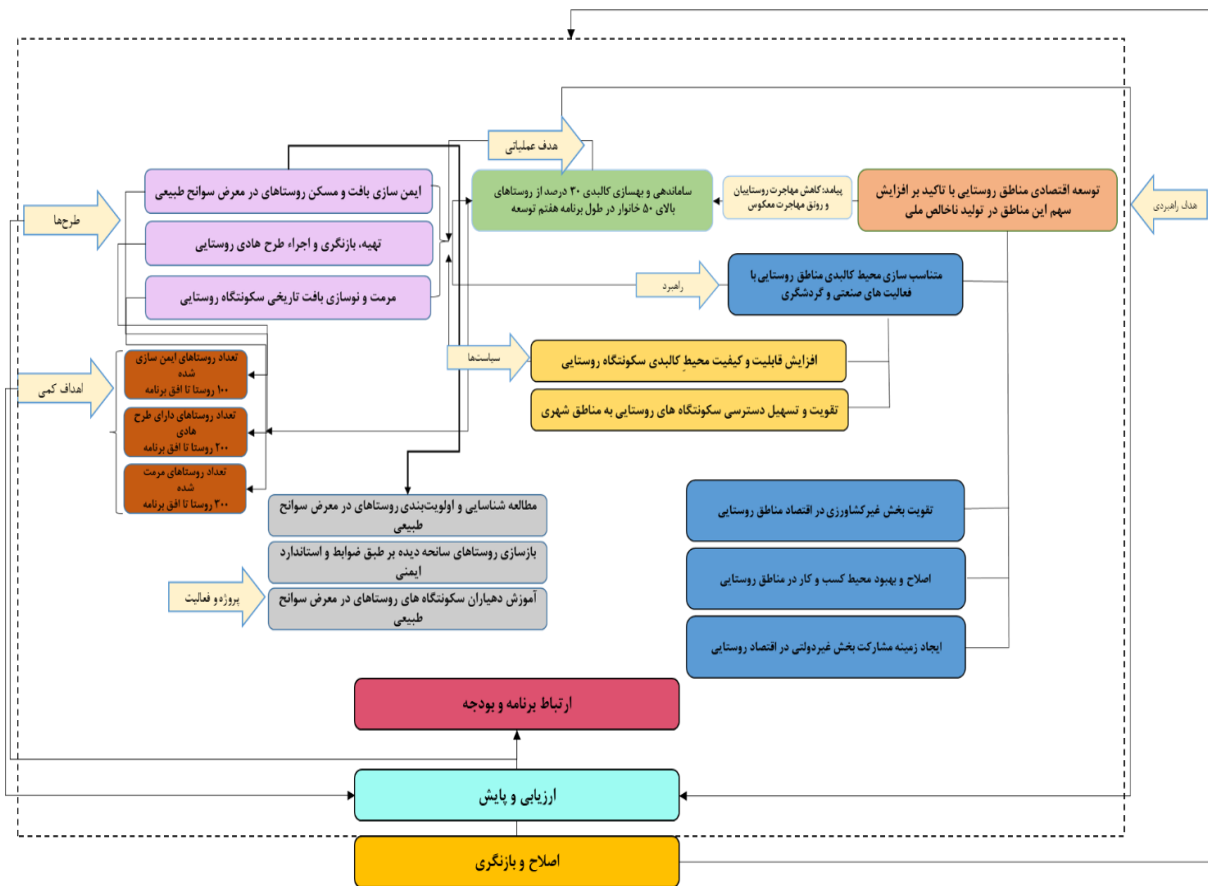 هدف عملیاتی
هدف راهبردی
توسعه اقتصادی مناطق روستایی با تاکید بر افزایش
سهم این مناطق در تولید ناخالص ملی
پیامد: کاهش مهاجرت روستاییان
و رونق مهاجرت معکوس
ساماندهی و بهسازی کالبدی ۳۰ درصد از روستاهای
بالای ۵۰ خانوار در طول برنامه هفتم توسعه
طرح‌ها
ایمن سازی بافت و مسکن روستاهای در معرض سوانح طبیعی
تهیه، بازنگری و اجراء طرح هادی روستایی
مرمت و نوسازی بافت تاریخی سکونتگاه روستایی
راهبرد
متناسب سازی محیط کالبدی مناطق روستایی با
فعالیت های صنعتی و گردشگری
سیاست‌ها
افزایش قابلیت و کیفیت محیطِ کالبدی سکونتگاه روستایی
تقویت و تسهیل دسترسی سکونتگاه های روستایی به مناطق شهری
اهداف کمی
تعداد روستاهای ایمن سازی
شده
۱۰۰ روستا تا افق برنامه
تعداد روستاهای دارای طرح
هادی
۲۰۰ روستا تا افق برنامه
تعداد روستاهای مرمت
شده
۳۰۰ روستا تا افق برنامه
تقویت بخش غیرکشاورزی در اقتصاد مناطق روستایی
اصلاح و بهبود محیط کسب و کار در مناطق روستایی
ایجاد زمینه مشارکت بخش غیردولتی در اقتصاد روستایی
پروژه و فعالیت
مطالعه شناسایی و اولویت‌بندی روستاهای در معرض سوانح
طبیعی
بازسازی روستاهای سانحه دیده بر طبق ضوابط و استاندارد
ایمنی
آموزش دهیاران سکونتگاه های روستاهای در معرض سوانح
طبیعی
ارتباط برنامه و بودجه
ارزیابی و پایش
اصلاح و بازنگری